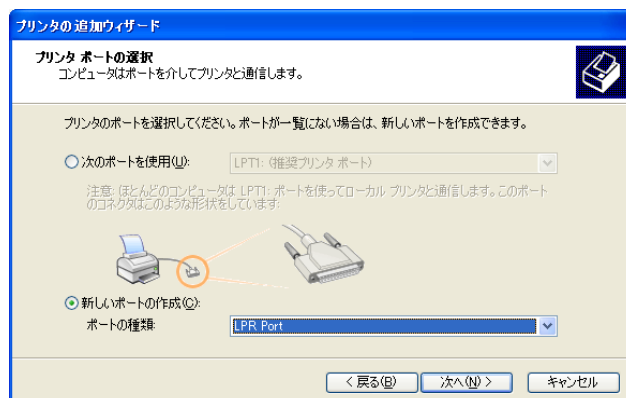 プリンタの追加ウィザード
プリンタ ポートの選択
コンピュータはポートを介してプリンタと通信します。
プリンタのポートを選択してください。ポートが一覧にない場合は、新しいポートを作成できます。
次のポートを使用(U):
LPT1: (推奨プリンタ ポート)
注意: ほとんどのコンピュータは LPT1: ポートを使ってローカル プリンタと通信します。このポート
のコネクタはこのような形状をしています:
新しいポートの作成(C):
ポートの種類:
LPR Port
< 戻る(B)
次へ(N) >
キャンセル